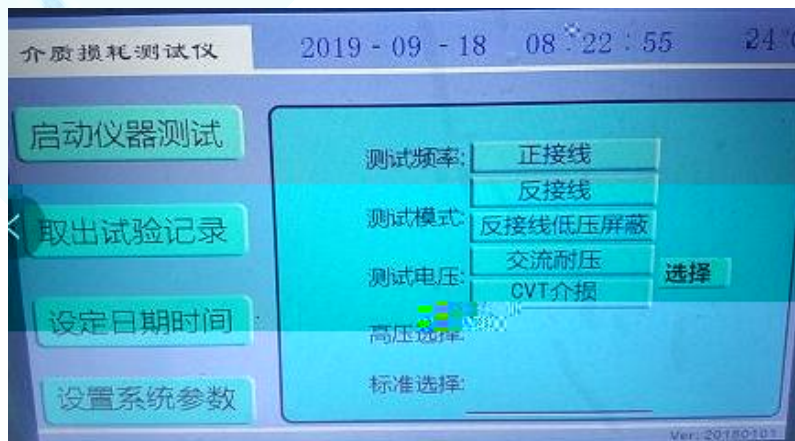 介质损耗测试仪 2019-09-18 08:22:55 24°
启动仪器测试
取出试验记录
设定日期时间
设置系统参数
测试频率:
测试模式:
测试电压:
高压选择:
标准选择:
正接线
反接线
反接线低压屏蔽
交流耐压
CVT介损
选择
Ver:20180101